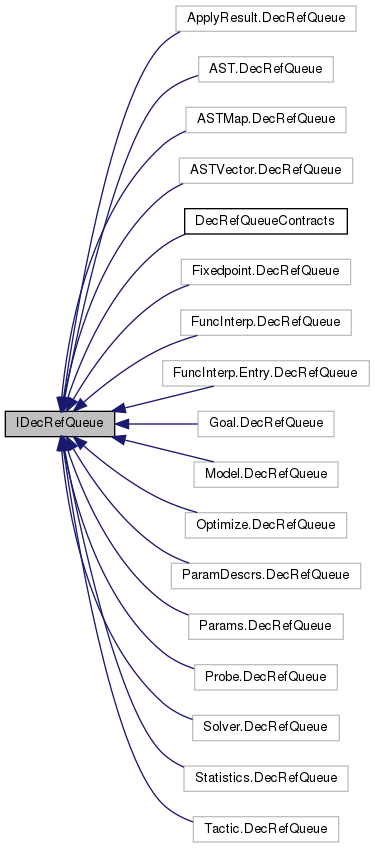 ApplyResult.DecRefQueue
AST.DecRefQueue
ASTMap.DecRefQueue
ASTVector.DecRefQueue
DecRefQueueContracts
Fixedpoint.DecRefQueue
FuncInterp.DecRefQueue
FuncInterp.Entry.DecRefQueue
IDecRefQueue
Goal.DecRefQueue
Model.DecRefQueue
Optimize.DecRefQueue
ParamDescrs.DecRefQueue
Params.DecRefQueue
Probe.DecRefQueue
Solver.DecRefQueue
Statistics.DecRefQueue
Tactic.DecRefQueue